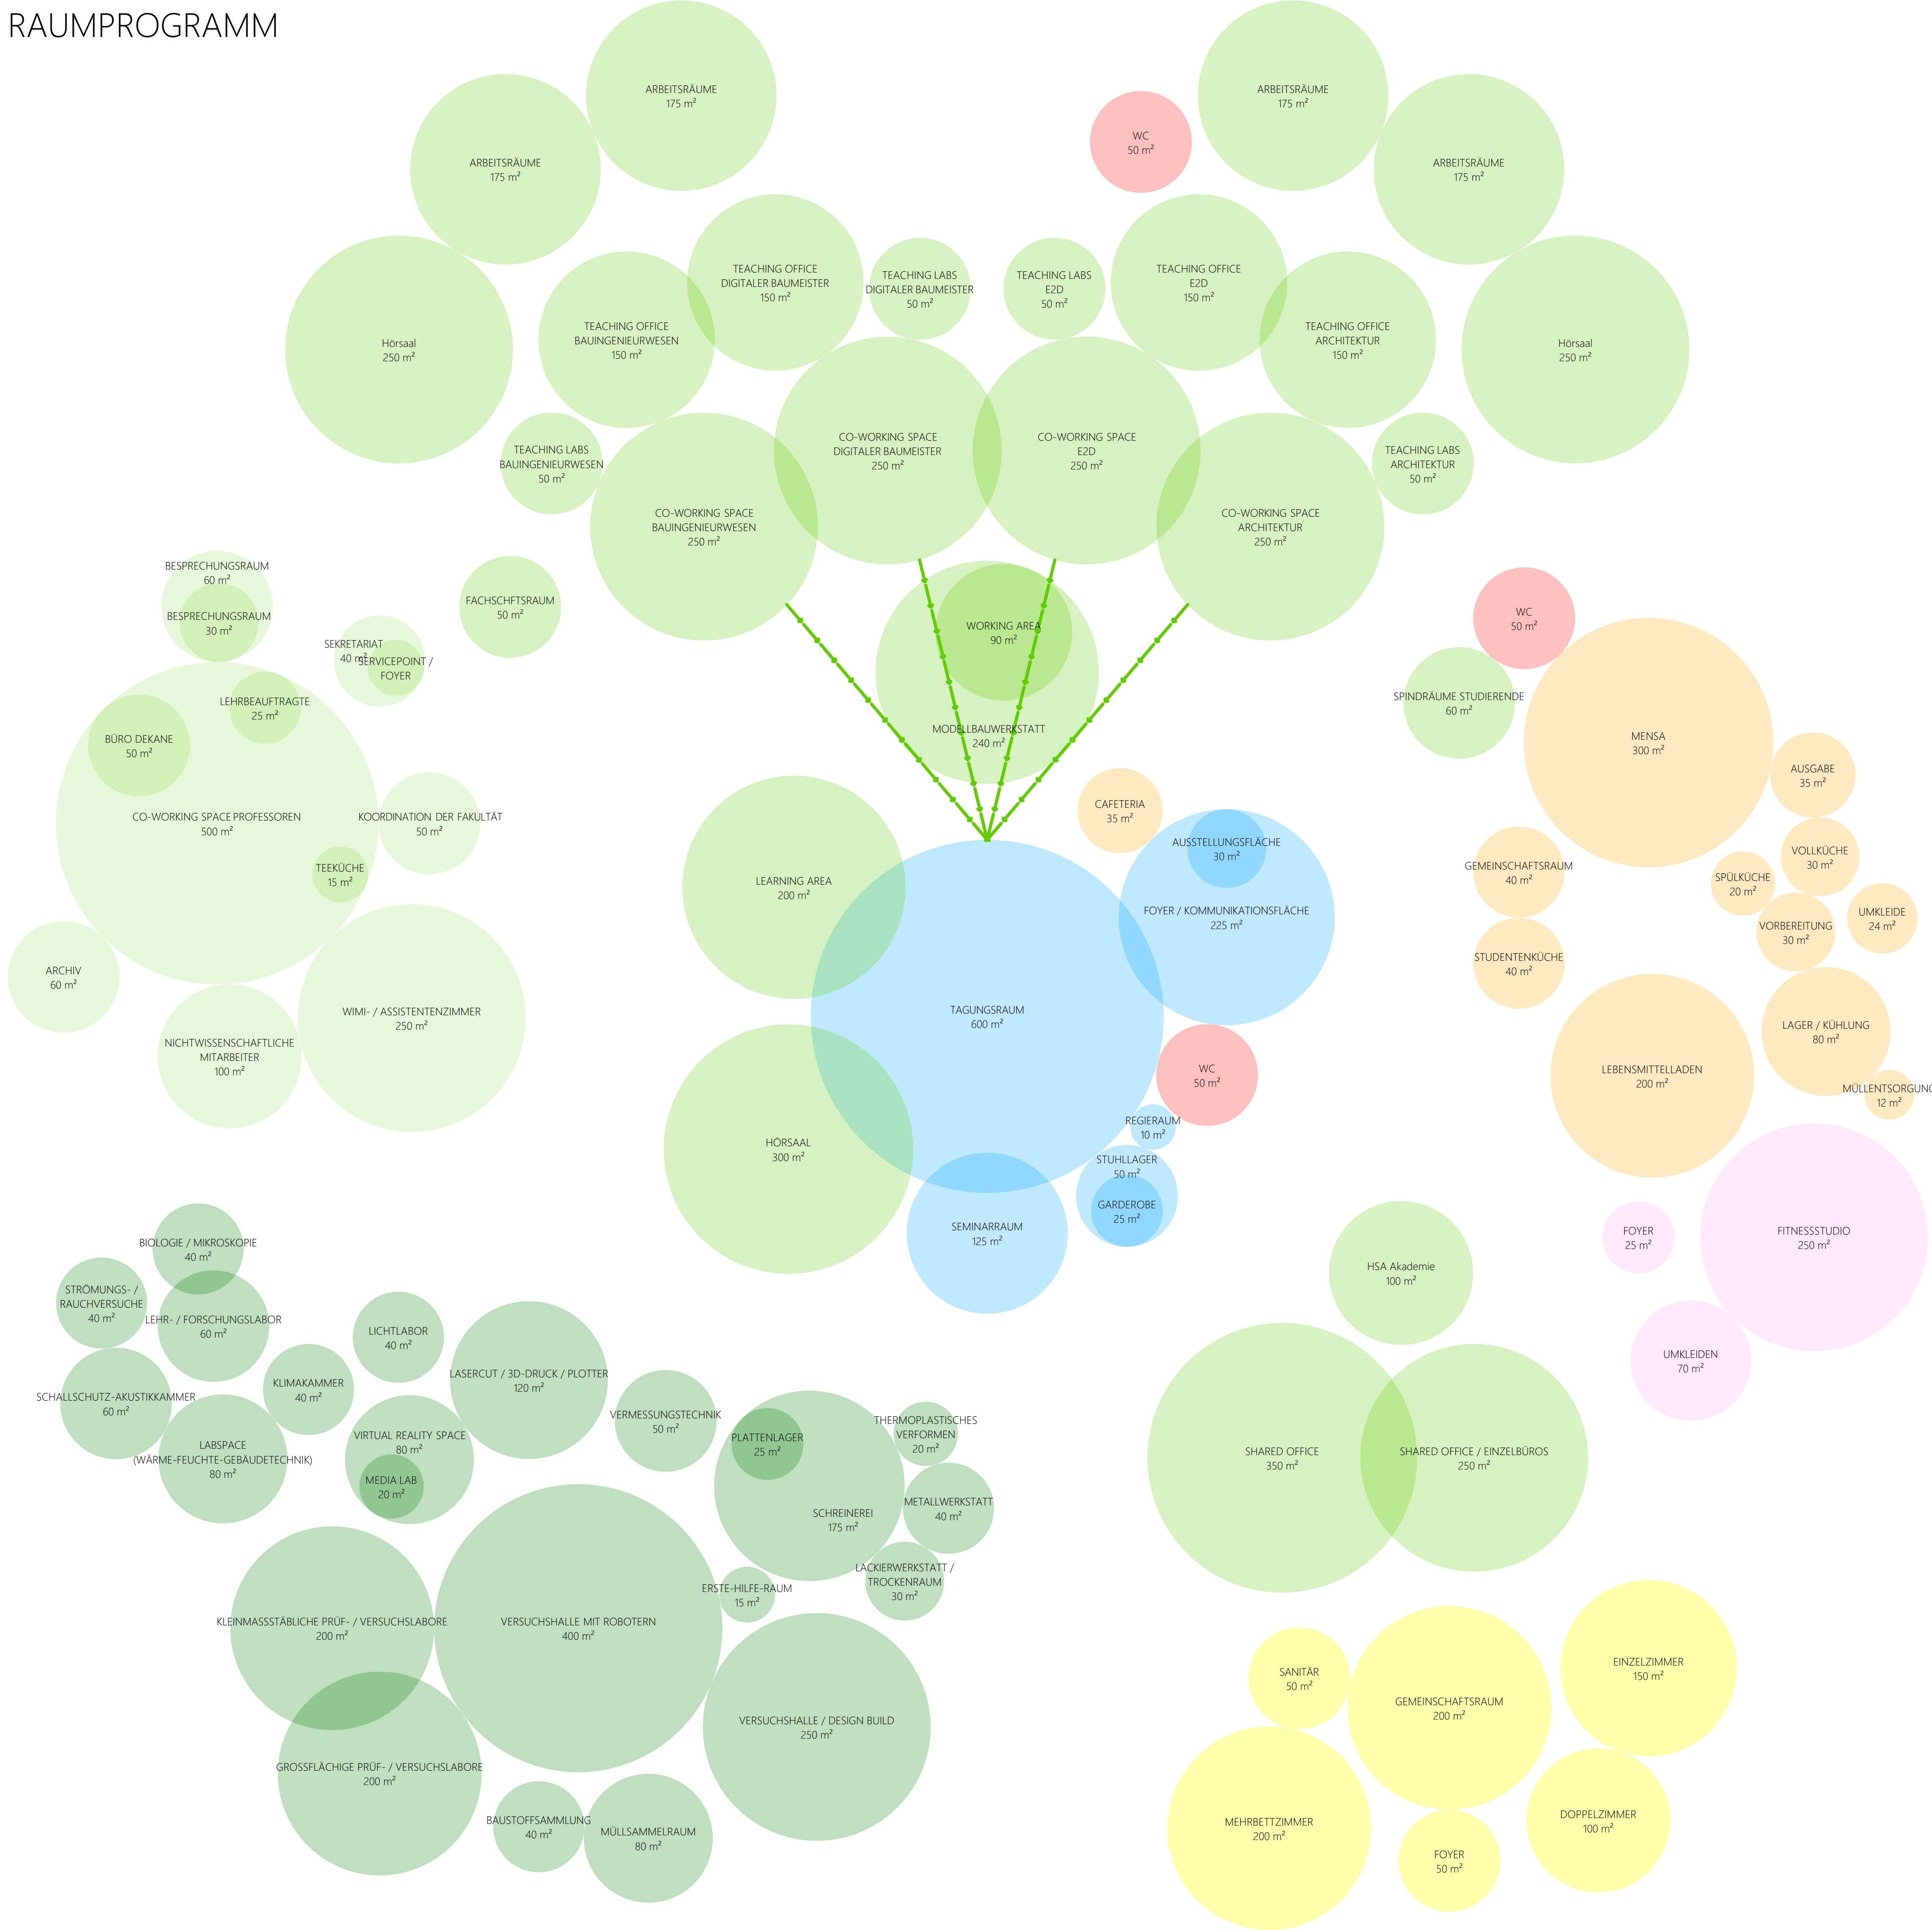 RAUMPROGRAMM
ARBEITSRÄUME
175 m²
ARBEITSRÄUME
175 m²
WC
50 m²
ARBEITSRÄUME
175 m²
ARBEITSRÄUME
175 m²
TEACHING OFFICE
DIGITALER BAUMEISTER
150 m²
TEACHING LABS
DIGITALER BAUMEISTER
50 m²
TEACHING LABS
E2D
50 m²
TEACHING OFFICE
E2D
150 m²
Hörsaal
250 m²
TEACHING OFFICE
BAUINGENIEURWESEN
150 m²
TEACHING OFFICE
ARCHITEKTUR
150 m²
Hörsaal
250 m²
TEACHING LABS
BAUINGENIEURWESEN
50 m²
CO-WORKING SPACE
DIGITALER BAUMEISTER
250 m²
CO-WORKING SPACE
E2D
250 m²
TEACHING LABS
ARCHITEKTUR
50 m²
CO-WORKING SPACE
BAUINGENIEURWESEN
250 m²
CO-WORKING SPACE
ARCHITEKTUR
250 m²
BESPRECHUNGSRAUM
60 m²
BESPRECHUNGSRAUM
30 m²
SEKRETARIAT
40 m²
SERVICEPOINT /
FOYER
FACHSCHFTSRAUM
50 m²
LEHRBEAUFTRAGTE
25 m²
BÜRO DEKANE
50 m²
CO-WORKING SPACE PROFESSOREN
500 m²
KOORDINATION DER FAKULTÄT
50 m²
TEEKÜCHE
15 m²
ARCHIV
60 m²
NICHTWISSENSCHAFTLICHE
MITARBEITER
100 m²
WIMI- / ASSISTENTENZIMMER
250 m²
WORKING AREA
90 m²
MODELLBAUWERKSTATT
240 m²
LEARNING AREA
200 m²
CAFETERIA
35 m²
AUSSTELLUNGSFLÄCHE
30 m²
FOYER / KOMMUNIKATIONSFLÄCHE
225 m²
TAGUNGSRAUM
600 m²
WC
50 m²
REGIERAUM
10 m²
STUHLLAGER
50 m²
GARDEROBE
25 m²
HÖRSAAL
300 m²
SEMINARRAUM
125 m²
WC
50 m²
SPINDRÄUME STUDIERENDE
60 m²
MENSA
300 m²
AUSGABE
35 m²
VOLLKÜCHE
30 m²
SPÜLKÜCHE
20 m²
UMKLEIDE
24 m²
VORBEREITUNG
30 m²
GEMEINSCHAFTSRAUM
40 m²
STUDENTENKÜCHE
40 m²
LAGER / KÜHLUNG
80 m²
LEBENSMITTELLADEN
200 m²
MÜLLENTSORGUNG
12 m²
FOYER
25 m²
FITNESSSTUDIO
250 m²
UMKLEIDEN
70 m²
HSA Akademie
100 m²
SHARED OFFICE
350 m²
SHARED OFFICE / EINZELBÜROS
250 m²
BIOLOGIE / MIKROSKOPIE
40 m²
STRÖMUNGS- /
RAUCHVERSUCHE
40 m²
LEHR- / FORSCHUNGSLABOR
60 m²
LICHTLABOR
40 m²
LASERCUT / 3D-DRUCK / PLOTTER
120 m²
SCHALLSCHUTZ-AKUSTIKKAMMER
60 m²
KLIMAKAMMER
40 m²
LABSPACE
(WÄRME-FEUCHTE-GEBÄUDETECHNIK)
80 m²
VIRTUAL REALITY SPACE
80 m²
MEDIA LAB
20 m²
VERMESSUNGSTECHNIK
50 m²
PLATTENLAGER
25 m²
SCHREINEREI
175 m²
THERMOPLASTISCHES
VERFORMEN
20 m²
METALLWERKSTATT
40 m²
LACKIERWERKSTATT /
TROCKENRAUM
30 m²
ERSTE-HILFE-RAUM
15 m²
KLEINMASSSTÄBLICHE PRÜF- / VERSUCHSLABORE
200 m²
VERSUCHSHALLE MIT ROBOTERN
400 m²
VERSUCHSHALLE / DESIGN BUILD
250 m²
GROSSFLÄCHIGE PRÜF- / VERSUCHSLABORE
200 m²
BAUSTOFFSAMMLUNG
40 m²
MÜLLSAMMELRAUM
80 m²
SANITÄR
50 m²
GEMEINSCHAFTSRAUM
200 m²
EINZELZIMMER
150 m²
MEHRBETTZIMMER
200 m²
FOYER
50 m²
DOPPELZIMMER
100 m²